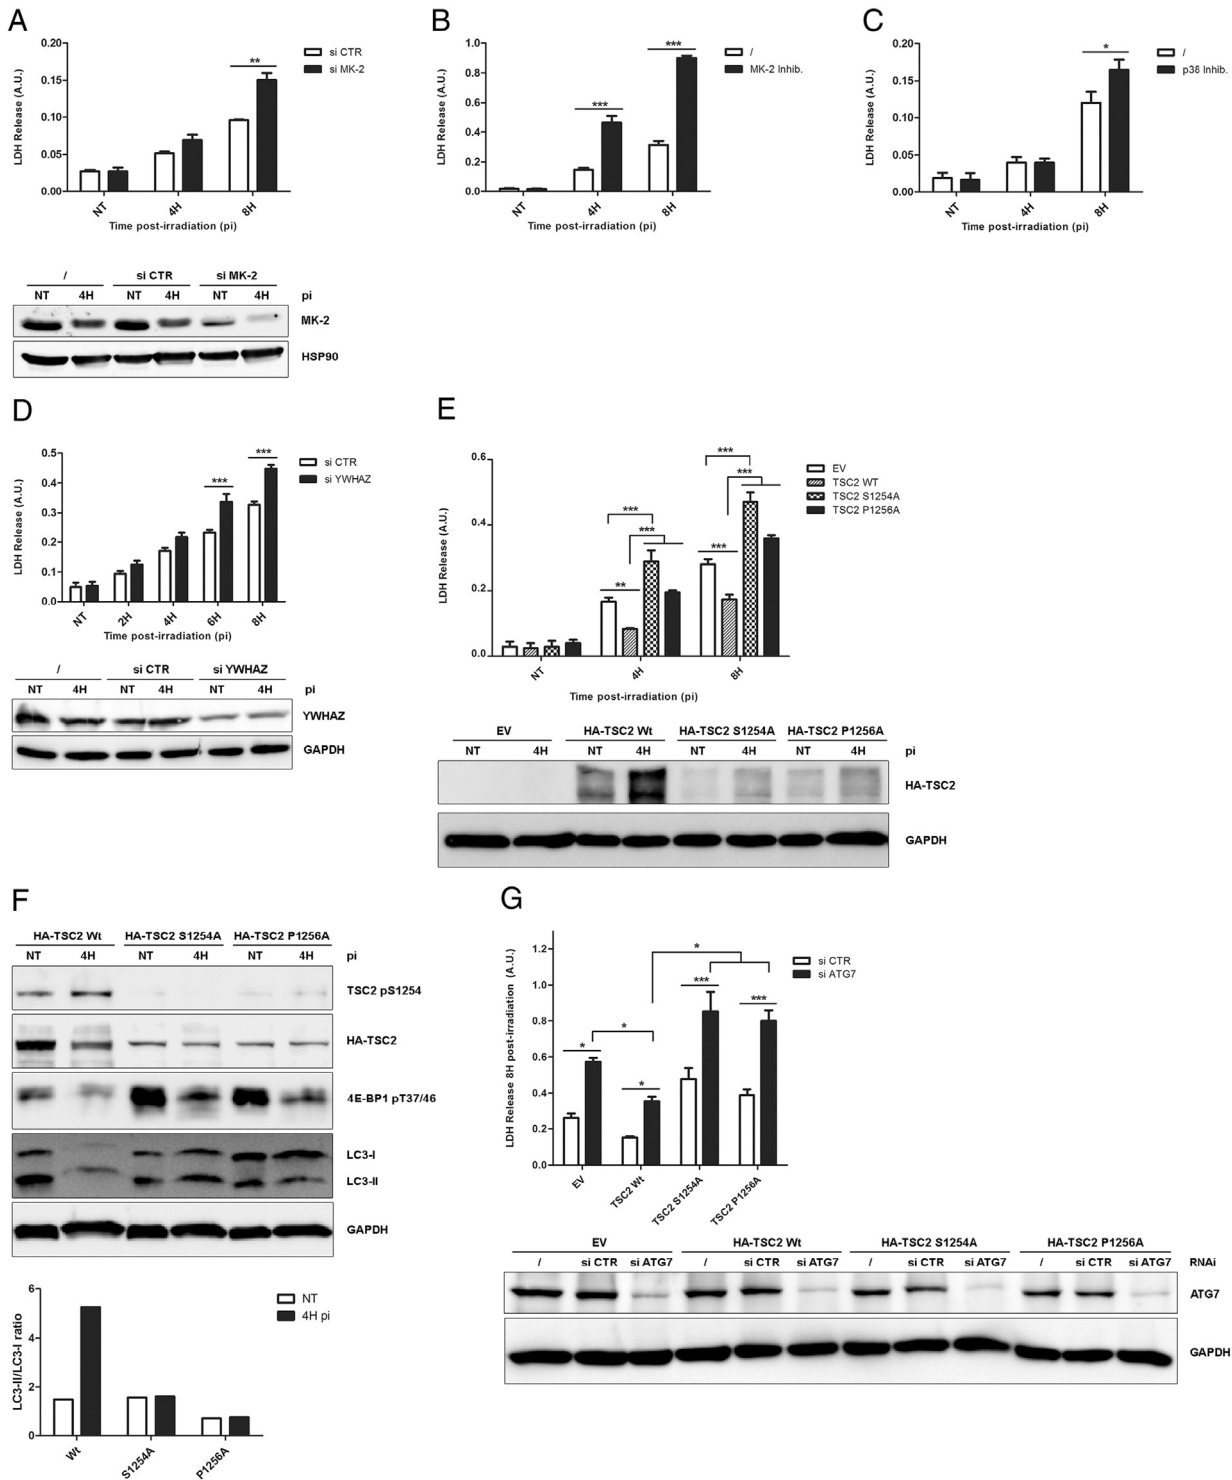 A
0.20
0.15
0.10
0.05
0.00
LDH Release (A.U.)
**
si CTR
si MK-2
NT
4H
8H
Time post-irradiation (pi)
/ si CTR si MK-2
NT 4H NT 4H NT 4H pi
MK-2
HSP90
B
1.0
0.8
0.6
0.4
0.2
0.0
LDH Release (A.U.)
***
***
/
MK-2 Inhib.
NT
4H
8H
Time post-irradiation (pi)
C
0.20
0.15
0.10
0.05
0.00
LDH Release (A.U.)
*
/
p38 Inhib.
NT
4H
8H
Time post-irradiation (pi)
D
0.5
0.4
0.3
0.2
0.1
0.0
LDH Release (A.U.)
***
***
si CTR
si YWHAZ
NT
2H
4H
6H
8H
Time post-irradiation (pi)
/ si CTR si YWHAZ
NT 4H NT 4H NT 4H pi
YWHAZ
GAPDH
E
0.6
0.4
0.2
0.0
LDH Release (A.U.)
***
***
**
***
***
***
EV
TSC2 WT
TSC2 S1254A
TSC2 P1256A
NT
4H
8H
Time post-irradiation (pi)
EV HA-TSC2 Wt HA-TSC2 S1254A HA-TSC2 P1256A
NT 4H NT 4H NT 4H NT 4H pi
HA-TSC2
GAPDH
F
HA-TSC2 Wt HA-TSC2 S1254A HA-TSC2 P1256A
NT 4H NT 4H NT 4H pi
TSC2 pS1254
HA-TSC2
4E-BP1 pT37/46
LC3-I
LC3-II
GAPDH
6
4
2
0
LC3-II/LC3-I ratio
NT
4H pi
Wt
S1254A
P1256A
G
1.2
1.0
0.8
0.6
0.4
0.2
0.0
LDH Release 8H post-irradiation (A.U.)
*
*
*
*
***
***
si CTR
si ATG7
EV
TSC2 Wt
TSC2 S1254A
TSC2 P1256A
EV HA-TSC2 Wt HA-TSC2 S1254A HA-TSC2 P1256A
/ si CTR si ATG7 / si CTR si ATG7 / si CTR si ATG7 / si CTR si ATG7 RNAi
ATG7
GAPDH